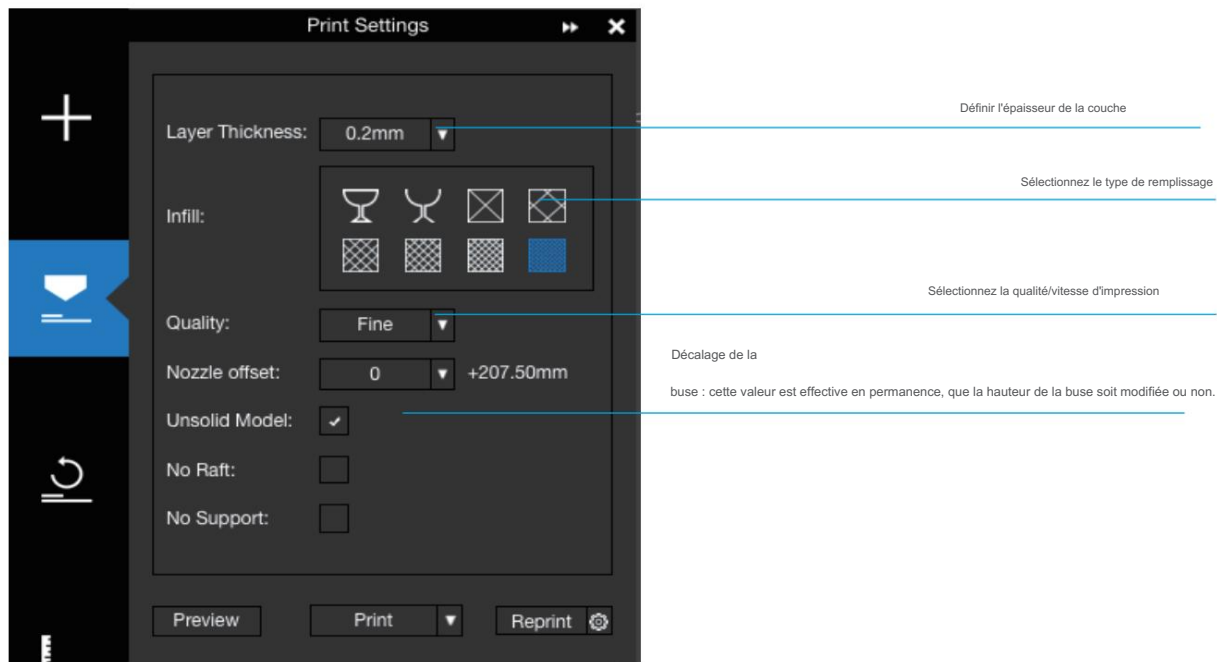 Print Settings
Layer Thickness: 0.2mm
Définir l'épaisseur de la couche
Infill:
Sélectionnez le type de remplissage
Quality: Fine
Sélectionnez la qualité/vitesse d'impression
Nozzle offset: 0 +207.50mm
Décalage de la
buse : cette valeur est effective en permanence, que la hauteur de la buse soit modifiée ou non.
Unsolid Model:
No Raft:
No Support:
Preview Print Reprint